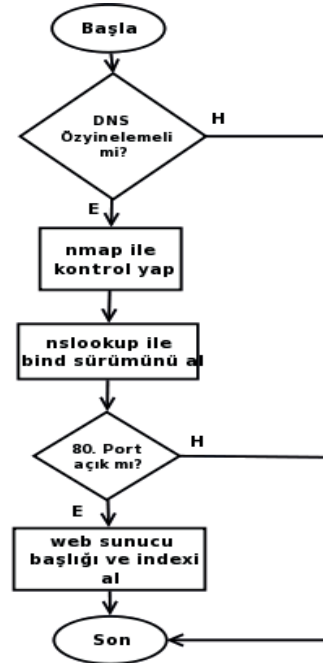 Başla
DNS
Özyinelemeli
mi?
H
E
nmap ile
kontrol yap
nslookup ile
bind sürümünü al
80. Port
açık mı?
H
E
web sunucu
başlığı ve indexi
al
Son